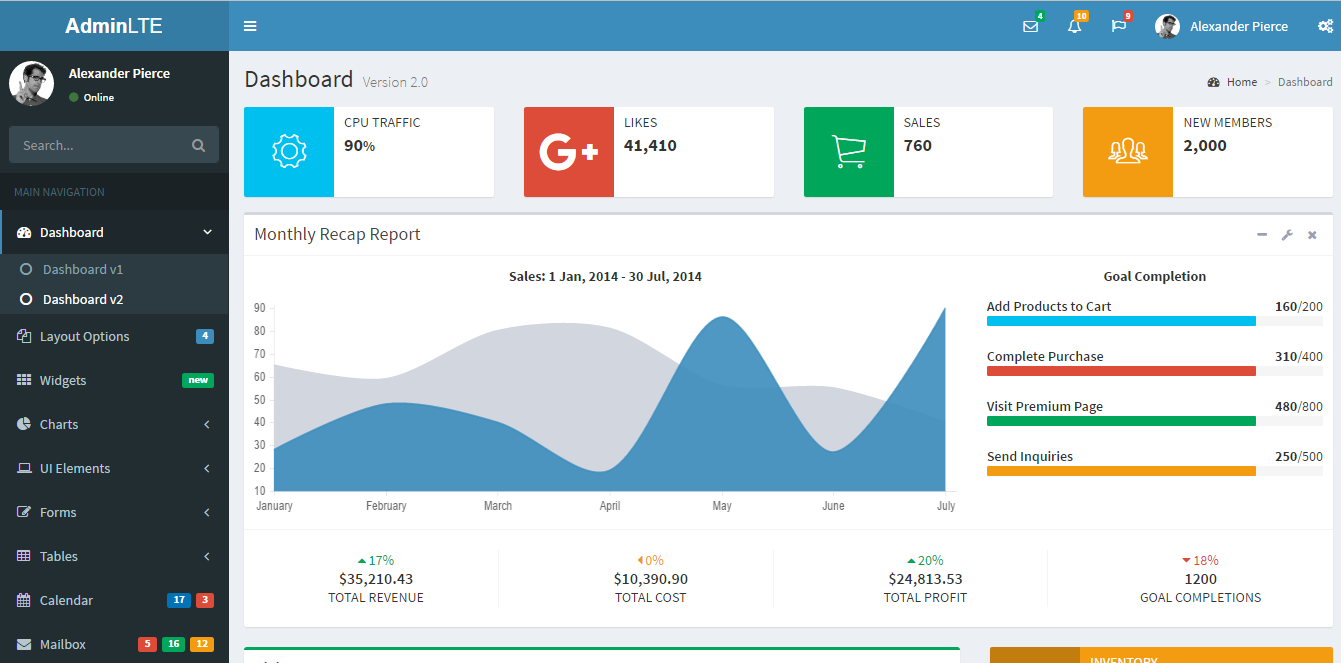 AdminLTE
4
10
9
Alexander Pierce
Alexander Pierce
Online
Search...
MAIN NAVIGATION
Dashboard
Dashboard v1
Dashboard v2
Layout Options 4
Widgets new
Charts
UI Elements
Forms
Tables
Calendar 17 3
Mailbox 5 16 12
Dashboard Version 2.0
Home > Dashboard
CPU TRAFFIC
90%
G+
LIKES
41,410
SALES
760
NEW MEMBERS
2,000
Monthly Recap Report
Sales: 1 Jan, 2014 - 30 Jul, 2014
90
80
70
60
50
40
30
20
10
January February March April May June July
Goal Completion
Add Products to Cart 160/200
Complete Purchase 310/400
Visit Premium Page 480/800
Send Inquiries 250/500
17%
$35,210.43
TOTAL REVENUE
0%
$10,390.90
TOTAL COST
20%
$24,813.53
TOTAL PROFIT
18%
1200
GOAL COMPLETIONS
INVENTORY